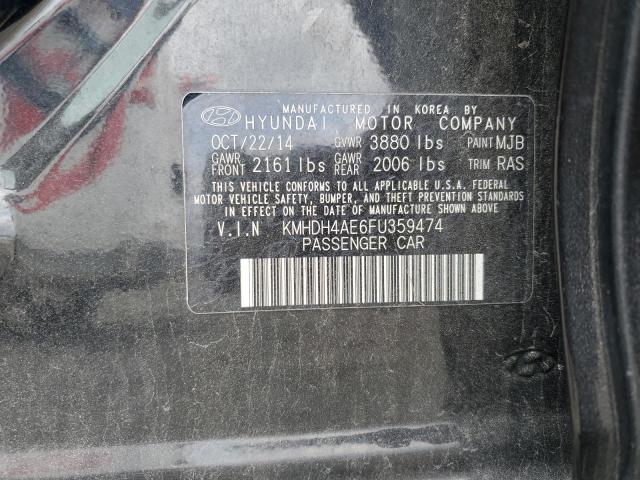 MANUFACTURED IN KOREA BY
HYUNDAI MOTOR COMPANY
OCT/22/14 GVWR 3880 lbs PAINT MJB
GAWR FRONT 2161 lbs GAWR REAR 2006 lbs TRIM RAS
THIS VEHICLE CONFORMS TO ALL APPLICABLE U.S.A. FEDERAL
MOTOR VEHICLE SAFETY, BUMPER, AND THEFT PREVENTION STANDARDS
IN EFFECT ON THE DATE OF MANUFACTURE SHOWN ABOVE.
V.I.N KMHDH4AE6FU359474
PASSENGER CAR